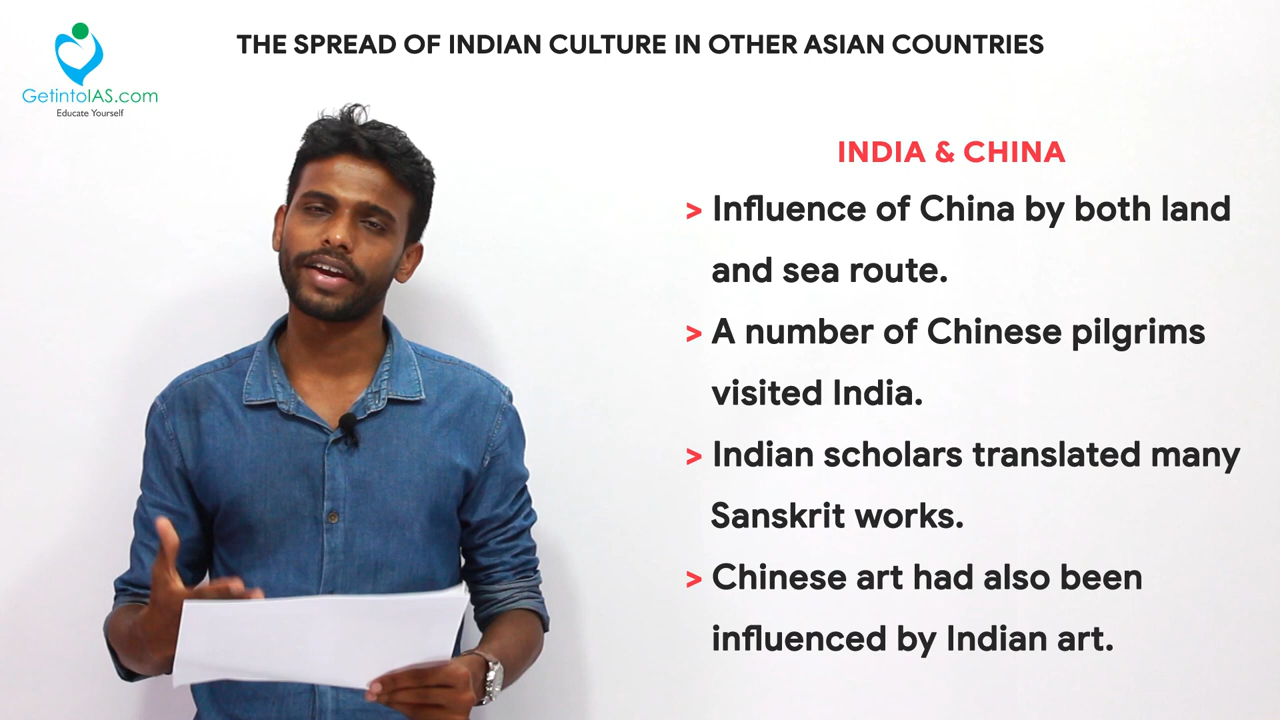 THE SPREAD OF INDIAN CULTURE IN OTHER ASIAN COUNTRIES
GetintoIAS.com
Educate Yourself
INDIA & CHINA
> Influence of China by both land
and sea route.
> A number of Chinese pilgrims
visited India.
> Indian scholars translated many
Sanskrit works.
> Chinese art had also been
influenced by Indian art.